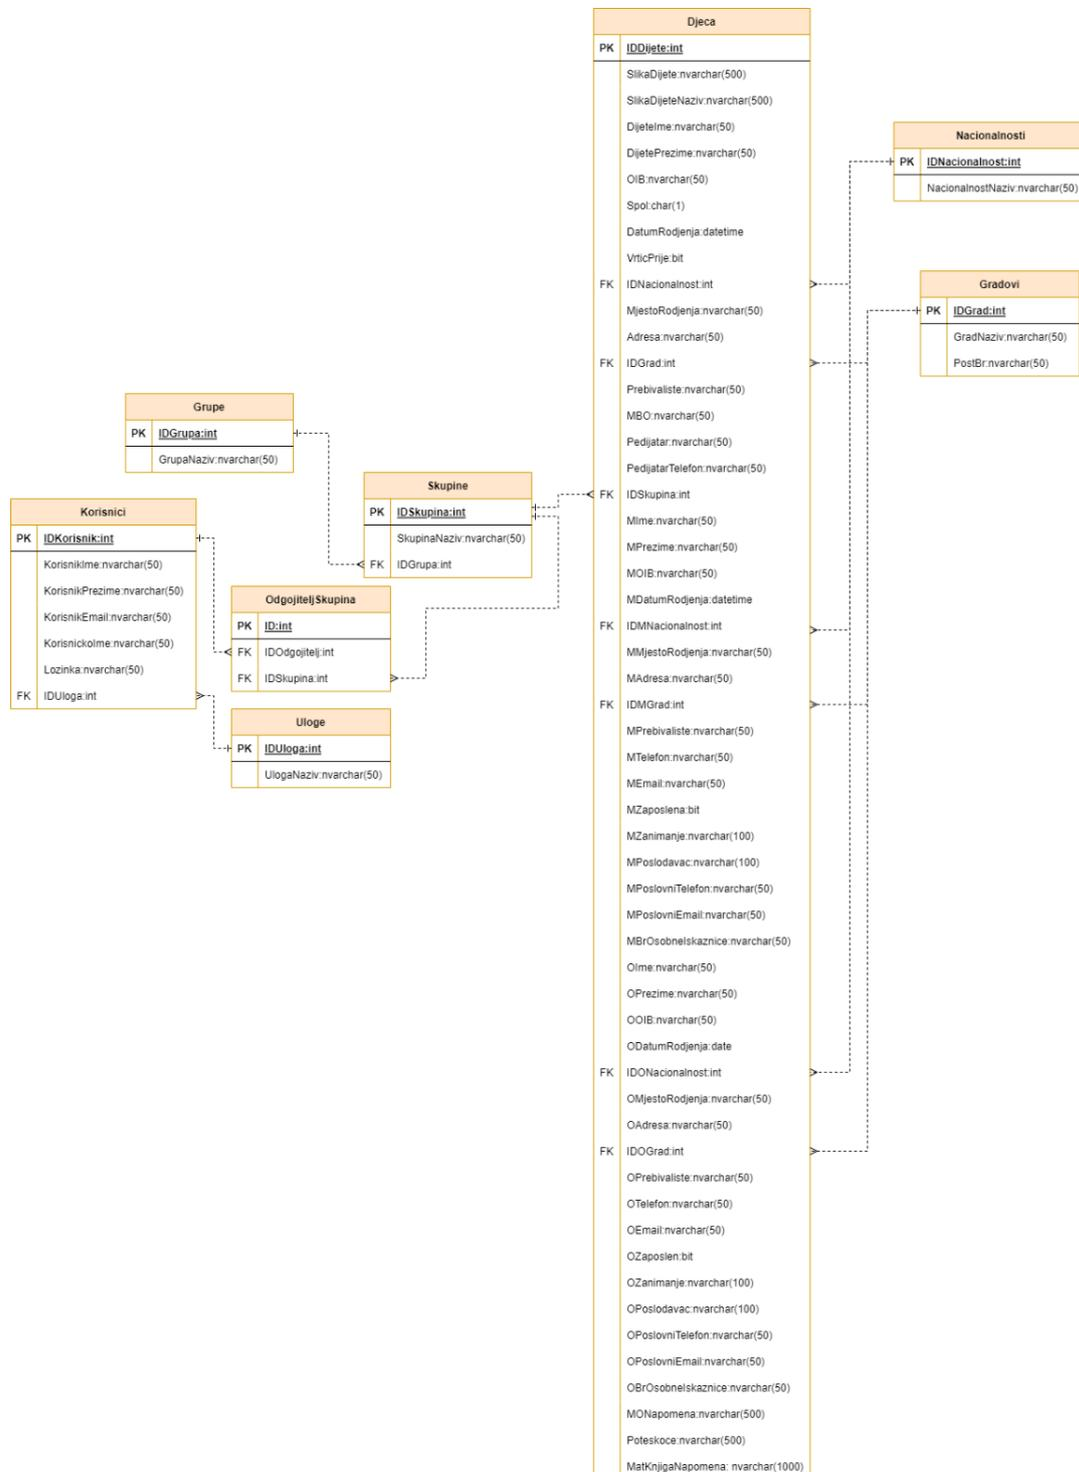 Djeca
PK IDDijete:int
SlikaDijete:nvarchar(500)
SlikaDijeteNaziv:nvarchar(500)
DijeteIme:nvarchar(50)
DijetePrezime:nvarchar(50)
OIB:nvarchar(50)
Spol:char(1)
DatumRodjenja:datetime
VrticPrije:bit
FK IDNacionalnost:int
MjestoRodjenja:nvarchar(50)
Adresa:nvarchar(50)
FK IDGrad:int
Prebivaliste:nvarchar(50)
MBO:nvarchar(50)
Pedijatar:nvarchar(50)
PedijatarTelefon:nvarchar(50)
FK IDSkupina:int
MIme:nvarchar(50)
MPrezime:nvarchar(50)
MOIB:nvarchar(50)
MDatumRodjenja:datetime
FK IDMNacionalnost:int
MMjestoRodjenja:nvarchar(50)
MAdresa:nvarchar(50)
FK IDMGrad:int
MPrebivaliste:nvarchar(50)
MTelefon:nvarchar(50)
MEmail:nvarchar(50)
MZaposlena:bit
MZanimanje:nvarchar(100)
MPoslodavac:nvarchar(100)
MPoslovniTelefon:nvarchar(50)
MPoslovniEmail:nvarchar(50)
MBrOsobneIskaznice:nvarchar(50)
OIme:nvarchar(50)
OPrezime:nvarchar(50)
OOIB:nvarchar(50)
ODatumRodjenja:date
FK IDONacionalnost:int
OMjestoRodjenja:nvarchar(50)
OAdresa:nvarchar(50)
FK IDOGrad:int
OPrebivaliste:nvarchar(50)
OTelefon:nvarchar(50)
OEmail:nvarchar(50)
OZaposlen:bit
OZanimanje:nvarchar(100)
OPoslodavac:nvarchar(100)
OPoslovniTelefon:nvarchar(50)
OPoslovniEmail:nvarchar(50)
OBrOsobneIskaznice:nvarchar(50)
MONapomena:nvarchar(500)
Poteskoce:nvarchar(500)
MatKnjigaNapomena: nvarchar(1000)
Nacionalnosti
PK IDNacionalnost:int
NacionalnostNaziv:nvarchar(50)
Gradovi
PK IDGrad:int
GradNaziv:nvarchar(50)
PostBr:nvarchar(50)
Grupe
PK IDGrupa:int
GrupaNaziv:nvarchar(50)
Skupine
PK IDSkupina:int
SkupinaNaziv:nvarchar(50)
FK IDGrupa:int
Korisnici
PK IDKorisnik:int
KorisnikIme:nvarchar(50)
KorisnikPrezime:nvarchar(50)
KorisnikEmail:nvarchar(50)
KorisnickoIme:nvarchar(50)
Lozinka:nvarchar(50)
FK IDUloga:int
OdgojiteljSkupina
PK ID:int
FK IDOdgojitelj:int
FK IDSkupina:int
Uloge
PK IDUloga:int
UlogaNaziv:nvarchar(50)